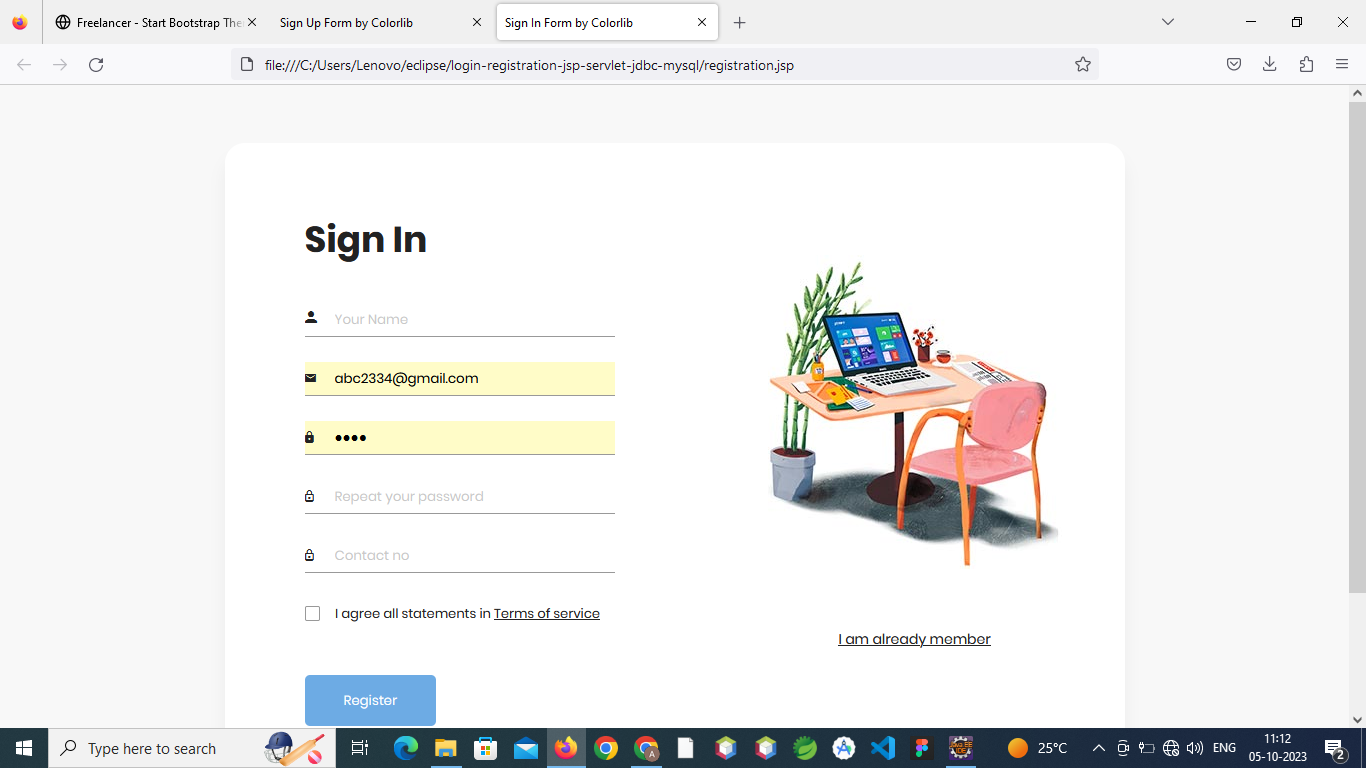 Freelancer - Start Bootstrap The
Sign Up Form by Colorlib
Sign In Form by Colorlib
file:///C:/Users/Lenovo/eclipse/login-registration-jsp-servlet-jdbc-mysql/registration.jsp
Sign In
Your Name
abc2334@gmail.com
••••
Repeat your password
Contact no
I agree all statements in Terms of service
I am already member
Register
Type here to search
25°C
ENG
11:12
05-10-2023
2